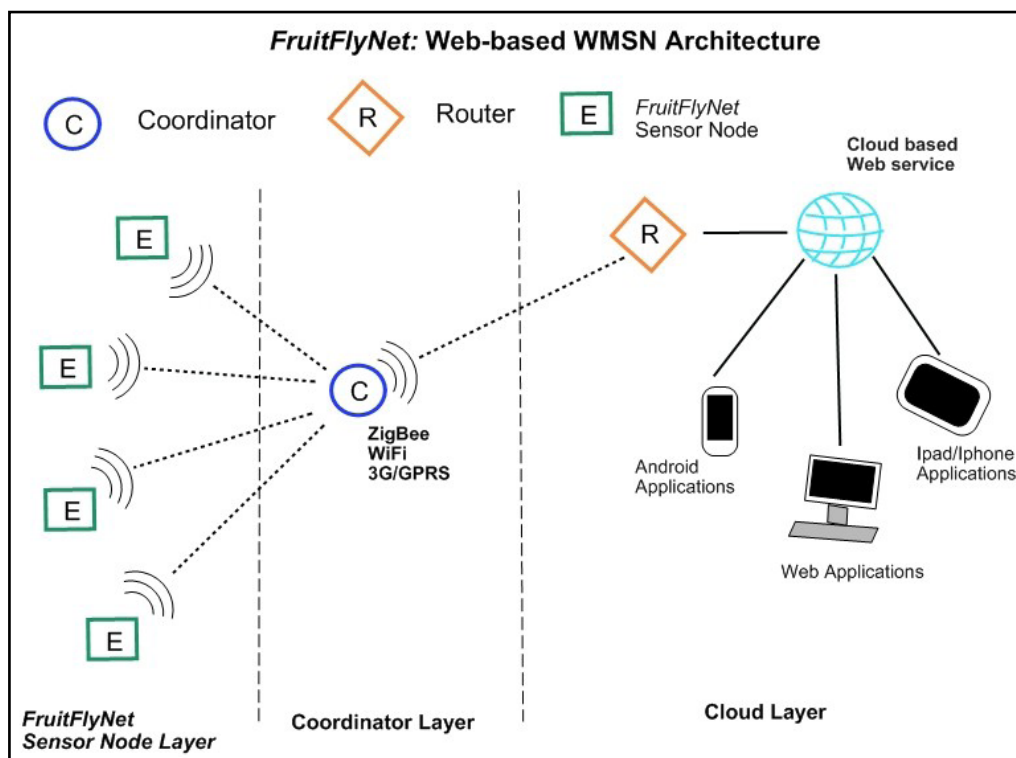 FruitFlyNet: Web-based WMSN Architecture
C
Coordinator
R
Router
E
FruitFlyNet
Sensor Node
Cloud based
Web service
E
R
E
C
ZigBee
WiFi
3G/GPRS
E
E
Android
Applications
Ipad/Iphone
Applications
Web Applications
FruitFlyNet
Sensor Node Layer
Coordinator Layer
Cloud Layer